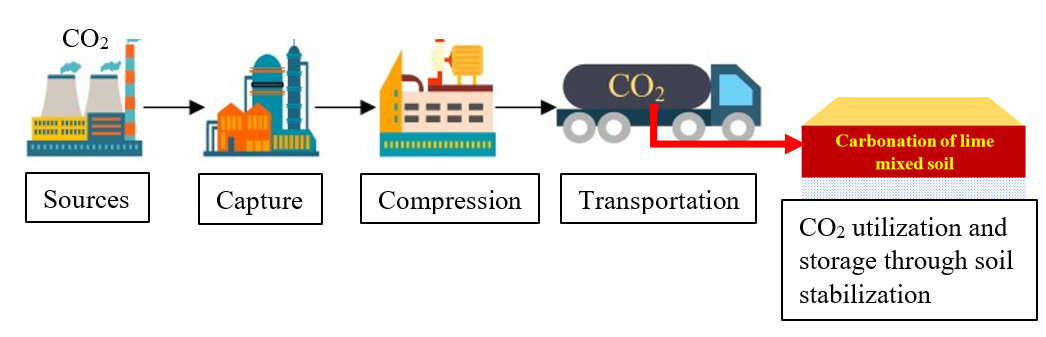 CO₂
CO₂
Carbonation of lime
mixed soil
Sources
Capture
Compression
Transportation
CO₂ utilization and
storage through soil
stabilization